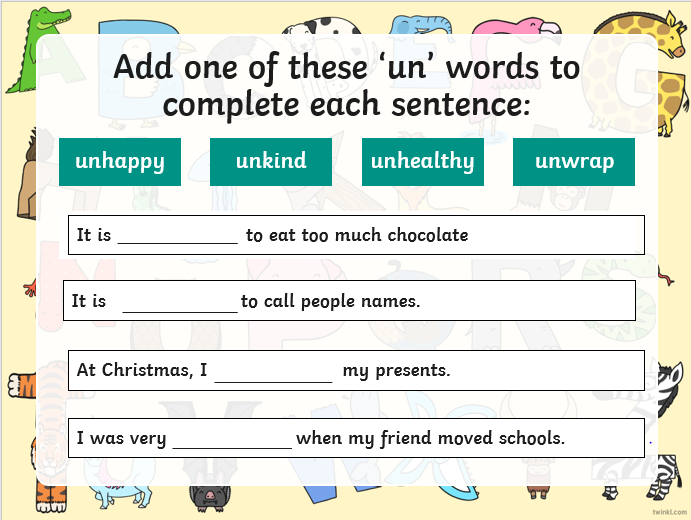 Add one of these ‘un’ words to
complete each sentence:
unhappy unkind unhealthy unwrap
It is ____________ to eat too much chocolate
It is ____________ to call people names.
At Christmas, I ____________ my presents.
I was very ____________ when my friend moved schools.
.
twinkl.com